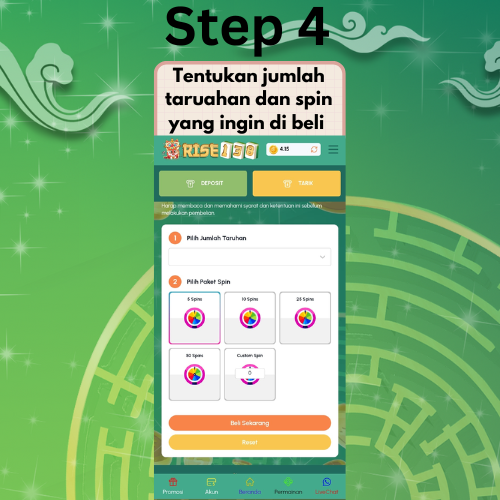 Step 4
Tentukan jumlah
taruahan dan spin
yang ingin di beli
RISE
4.15
DEPOSIT
TARIK
Harap membaca dan memahami syarat dan ketentuan ini sebelum
melakukan pembelian.
1 Pilih Jumlah Taruhan
2 Pilih Paket Spin
5 Spins
10 Spins
25 Spins
50 Spins
Custom Spin
0
Beli Sekarang
Reset
Promosi
Akun
Beranda
Permainan
LiveChat